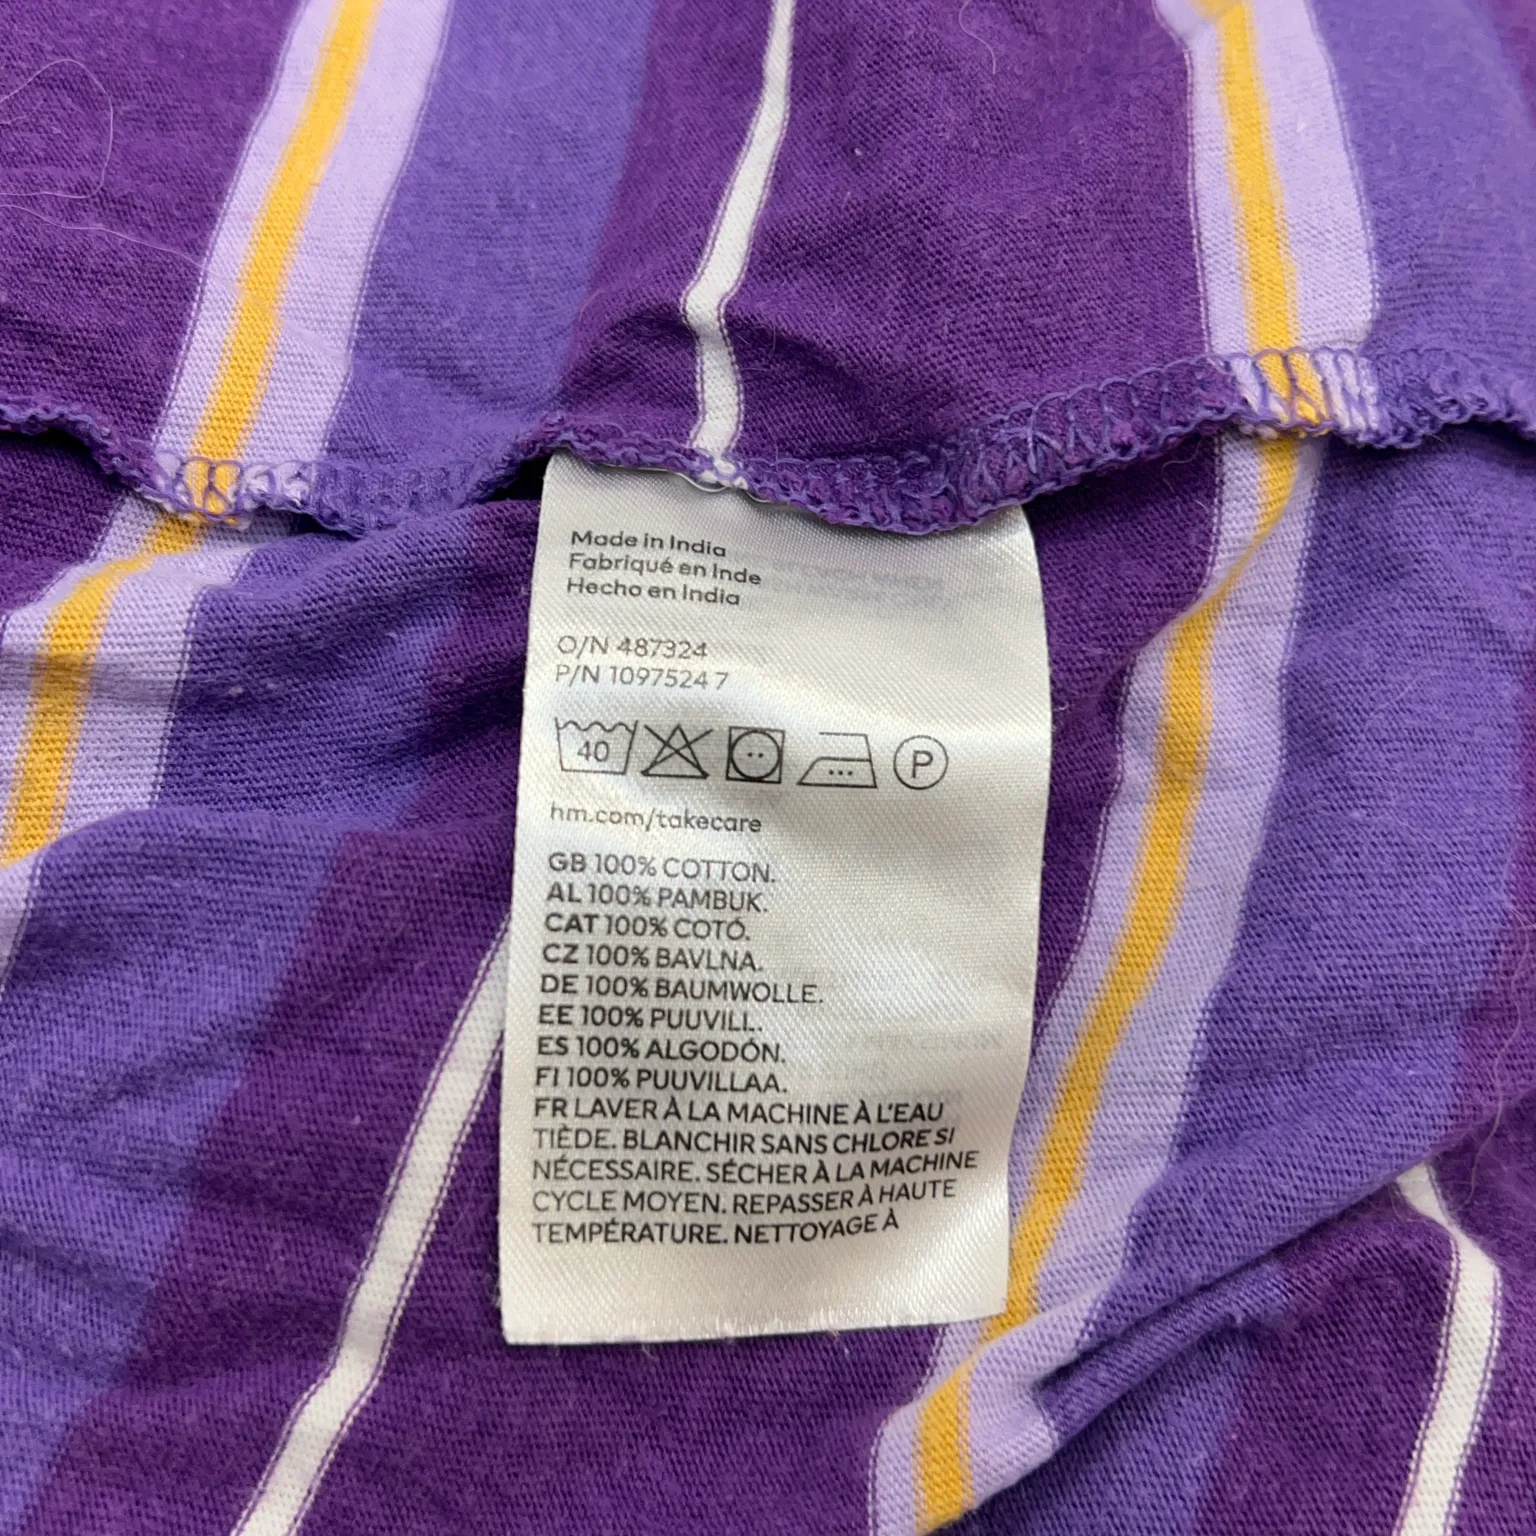 Made in India
Fabriqué en Inde
Hecho en India
O/N 487324
P/N 1097524 7
40
P
hm.com/takecare
GB 100% COTTON.
AL 100% PAMBUK.
CAT 100% COTÓ.
CZ 100% BAVLNA.
DE 100% BAUMWOLLE.
EE 100% PUUVILL.
ES 100% ALGODÓN.
FI 100% PUUVILLAA.
FR LAVER À LA MACHINE À L'EAU
TIÈDE. BLANCHIR SANS CHLORE SI
NÉCESSAIRE. SÉCHER À LA MACHINE
CYCLE MOYEN. REPASSER À HAUTE
TEMPÉRATURE. NETTOYAGE À